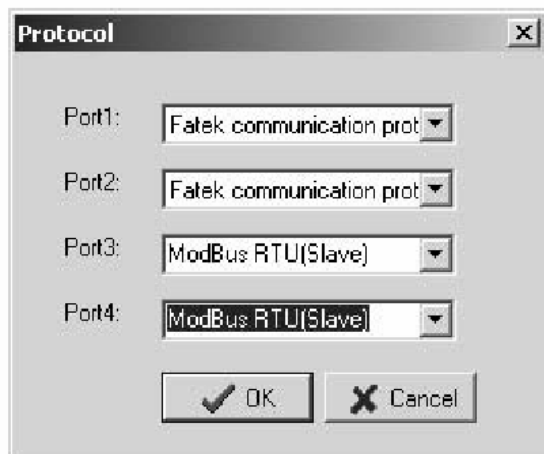 Protocol
Port1: Fatek communication prot
Port2: Fatek communication prot
Port3: ModBus RTU(Slave)
Port4: ModBus RTU(Slave)
OK Cancel